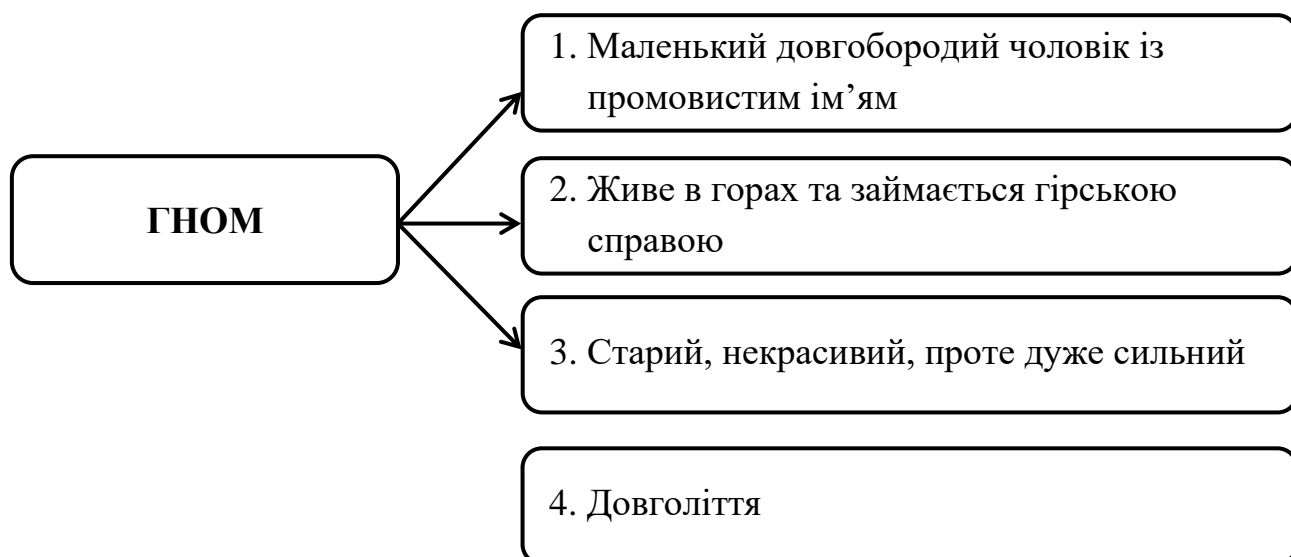 ГНОМ
1. Маленький довгобородий чоловік із
промовистим ім’ям
2. Живе в горах та займається гірською
справою
3. Старий, некрасивий, проте дуже сильний
4. Довголіття